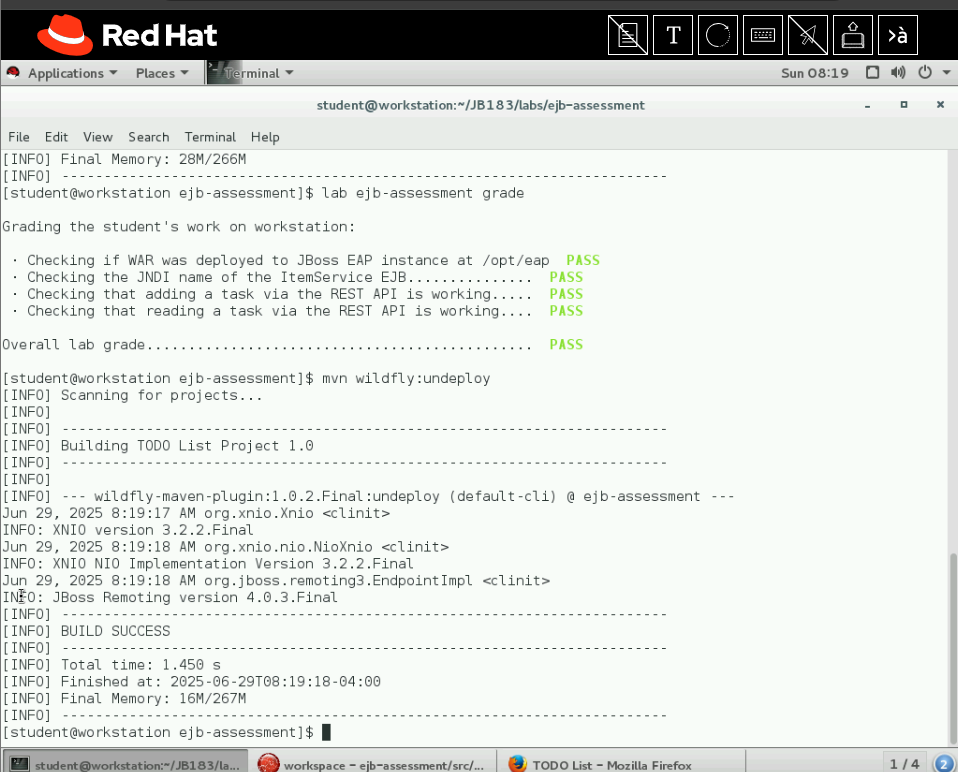 Red Hat
T
>à
Applications Places Terminal Sun 08:19
student@workstation:~/JB183/labs/ejb-assessment
File Edit View Search Terminal Help
[INFO] Final Memory: 28M/266M
[INFO] ------------------------------------------------------------------------
[student@workstation ejb-assessment]$ lab ejb-assessment grade
Grading the student's work on workstation:
· Checking if WAR was deployed to JBoss EAP instance at /opt/eap PASS
· Checking the JNDI name of the ItemService EJB............... PASS
· Checking that adding a task via the REST API is working..... PASS
· Checking that reading a task via the REST API is working.... PASS
Overall lab grade.............................................. PASS
[student@workstation ejb-assessment]$ mvn wildfly:undeploy
[INFO] Scanning for projects...
[INFO]
[INFO] ------------------------------------------------------------------------
[INFO] Building TODO List Project 1.0
[INFO] ------------------------------------------------------------------------
[INFO]
[INFO] --- wildfly-maven-plugin:1.0.2.Final:undeploy (default-cli) @ ejb-assessment ---
Jun 29, 2025 8:19:17 AM org.xnio.Xnio <clinit>
INFO: XNIO version 3.2.2.Final
Jun 29, 2025 8:19:18 AM org.xnio.nio.NioXnio <clinit>
INFO: XNIO NIO Implementation Version 3.2.2.Final
Jun 29, 2025 8:19:18 AM org.jboss.remoting3.EndpointImpl <clinit>
INFO: JBoss Remoting version 4.0.3.Final
[INFO] ------------------------------------------------------------------------
[INFO] BUILD SUCCESS
[INFO] ------------------------------------------------------------------------
[INFO] Total time: 1.450 s
[INFO] Finished at: 2025-06-29T08:19:18-04:00
[INFO] Final Memory: 16M/267M
[INFO] ------------------------------------------------------------------------
[student@workstation ejb-assessment]$
student@workstation:~/JB183/la... workspace - ejb-assessment/src/... TODO List - Mozilla Firefox 1 / 4 2